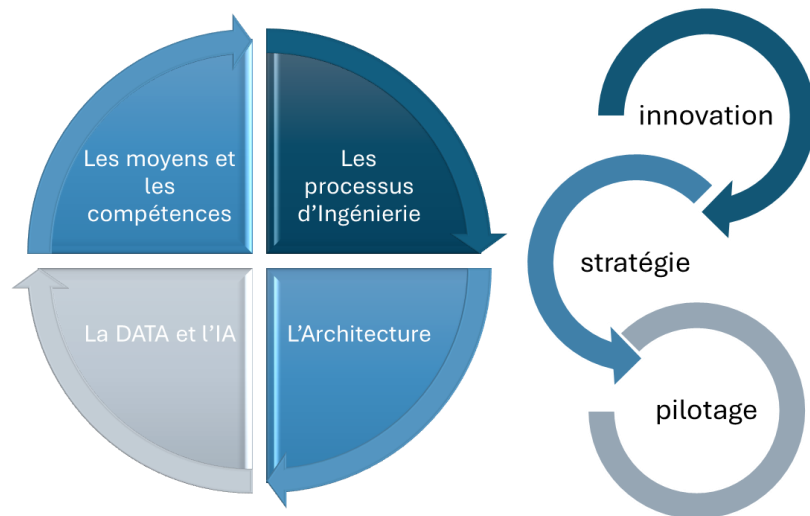 Les moyens et
les
compétences
Les
processus
d'Ingénierie
La DATA et l'IA
L'Architecture
innovation
stratégie
pilotage